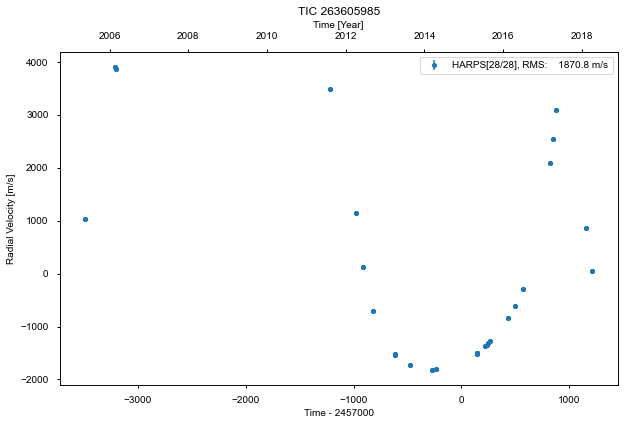 TIC 263605985
Time [Year]
2006 2008 2010 2012 2014 2016 2018
HARPS[28/28], RMS: 1870.8 m/s
4000
3000
2000
1000
0
−1000
−2000
Radial Velocity [m/s]
−3000 −2000 −1000 0 1000
Time - 2457000